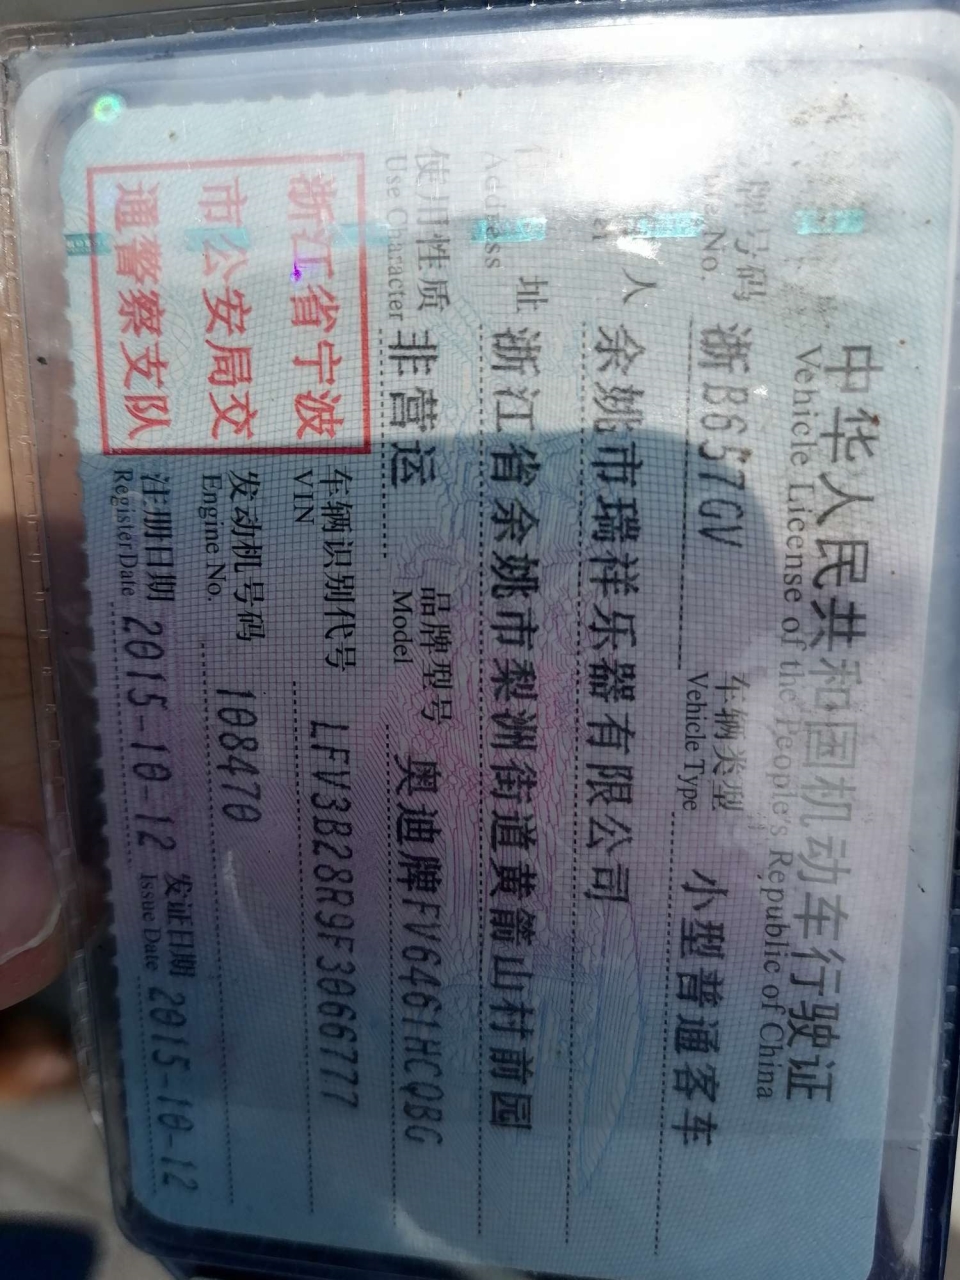 中华人民共和国机动车行驶证
Vehicle License of the People's Republic of China
号码 浙B657GV 车辆类型 小型普通客车
No. Vehicle Type
人 余姚市瑞祥乐器有限公司
址 浙江省余姚市梨洲街道黄箭山村前园
Address
使用性质 非营运 品牌型号 奥迪牌FV6461HCQBG
Use Character Model
浙江省宁波
市公安局交
通警察支队
车辆识别代号 LFV3B28R9F3066777
VIN
发动机号码 108470
Engine No.
注册日期 2015-10-12 发证日期 2015-10-12
Register Date Issue Date